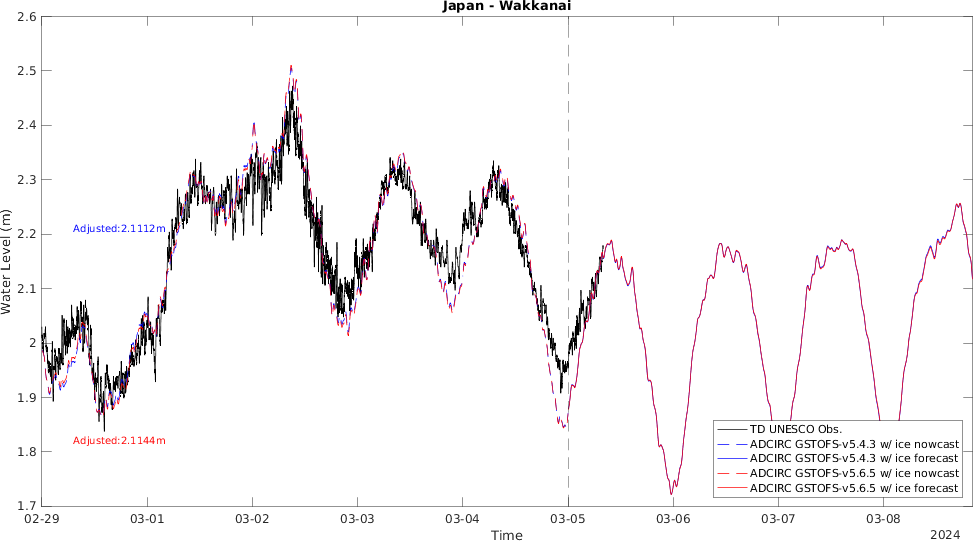 Japan - Wakkanai
2.6
2.5
2.4
2.3
2.2
2.1
2
1.9
1.8
1.7
Water Level (m)
Adjusted:2.1112m
Adjusted:2.1144m
TD UNESCO Obs.
ADCIRC GSTOFS-v5.4.3 w/ ice nowcast
ADCIRC GSTOFS-v5.4.3 w/ ice forecast
ADCIRC GSTOFS-v5.6.5 w/ ice nowcast
ADCIRC GSTOFS-v5.6.5 w/ ice forecast
02-29 03-01 03-02 03-03 03-04 03-05 03-06 03-07 03-08
Time
2024